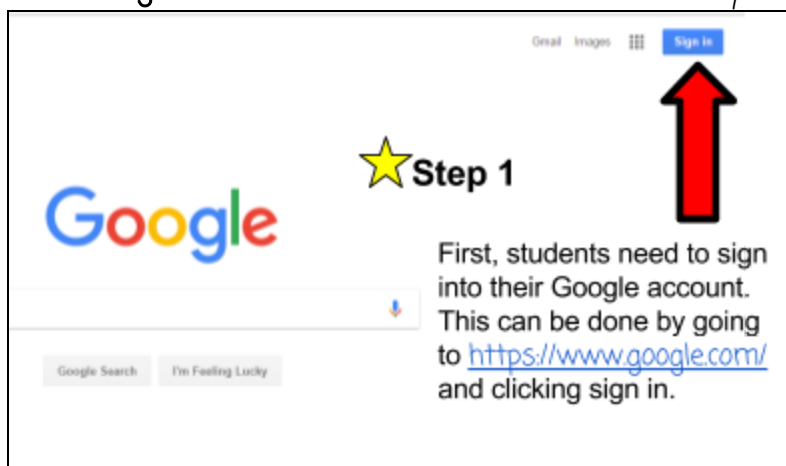 Gmail Images Sign in
Step 1
Google
First, students need to sign
into their Google account.
This can be done by going
to https://www.google.com/
and clicking sign in.
Google Search I'm Feeling Lucky